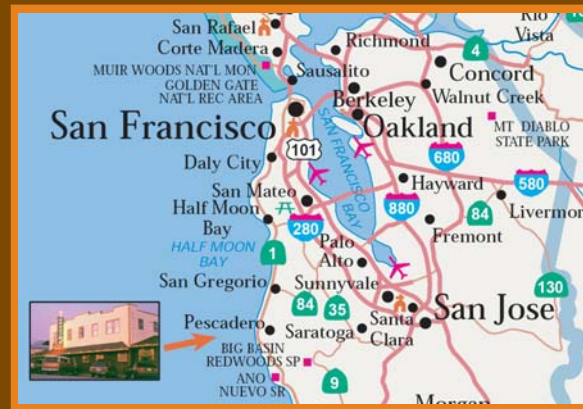 San Rafael
Corte Madera
MUIR WOODS NAT'L MON
GOLDEN GATE
NAT'L REC AREA
Sausalito
Richmond
Rio
Vista
4
Concord
Walnut Creek
Berkeley
Oakland
MT DIABLO
STATE PARK
San Francisco
101
SAN FRANCISCO
BAY
Daly City
680
580
Hayward
San Mateo
Half Moon
Bay
HALF MOON
BAY
280
880
84
Livermor
Fremont
Palo
Alto
1
San Gregorio
Sunnyvale
84
35
130
San Jose
Santa
Clara
Pescadero
Saratoga
BIG BASIN
REDWOODS SP
ANO
NUEVO SR
9
Morgan